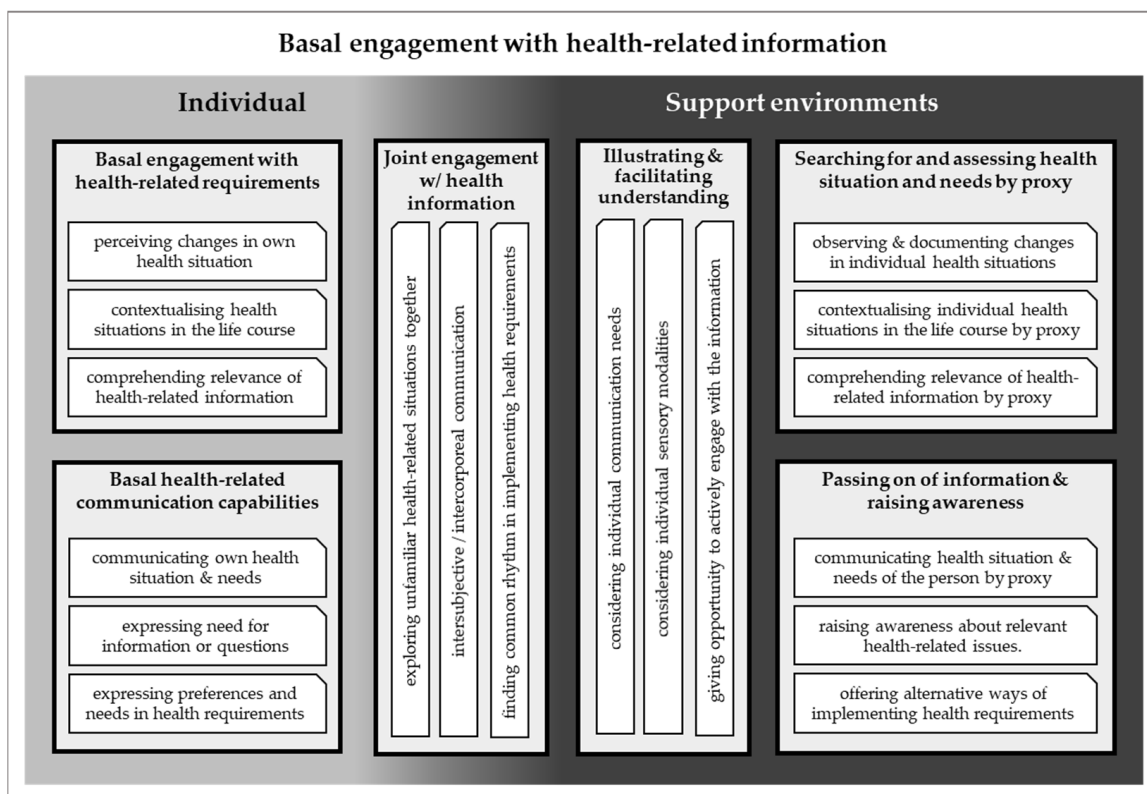 Basal engagement with health-related information
Individual
Support environments
Basal engagement with
health-related requirements
perceiving changes in own
health situation
contextualising health
situations in the life course
comprehending relevance of
health-related information
Basal health-related
communication capabilities
communicating own health
situation & needs
expressing need for
information or questions
expressing preferences and
needs in health requirements
Joint engagement
w/ health
information
exploring unfamiliar health-related situations together
intersubjective / intercorporeal communication
finding common rhythm in implementing health requirements
Illustrating &
facilitating
understanding
considering individual communication needs
considering individual sensory modalities
giving opportunity to actively engage with the information
Searching for and assessing health
situation and needs by proxy
observing & documenting changes
in individual health situations
contextualising individual health
situations in the life course by proxy
comprehending relevance of health-
related information by proxy
Passing on of information &
raising awareness
communicating health situation &
needs of the person by proxy
raising awareness about relevant
health-related issues.
offering alternative ways of
implementing health requirements